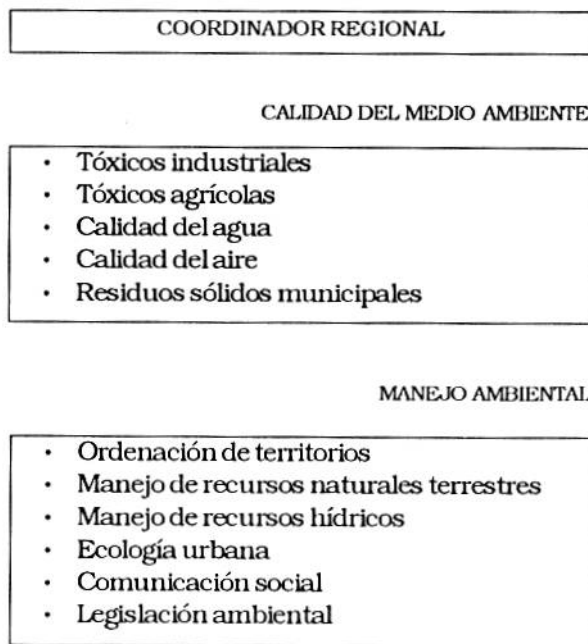 COORDINADOR REGIONAL
CALIDAD DEL MEDIO AMBIENTE
· Tóxicos industriales
· Tóxicos agrícolas
· Calidad del agua
· Calidad del aire
· Residuos sólidos municipales
MANEJO AMBIENTAL
· Ordenación de territorios
· Manejo de recursos naturales terrestres
· Manejo de recursos hídricos
· Ecología urbana
· Comunicación social
· Legislación ambiental